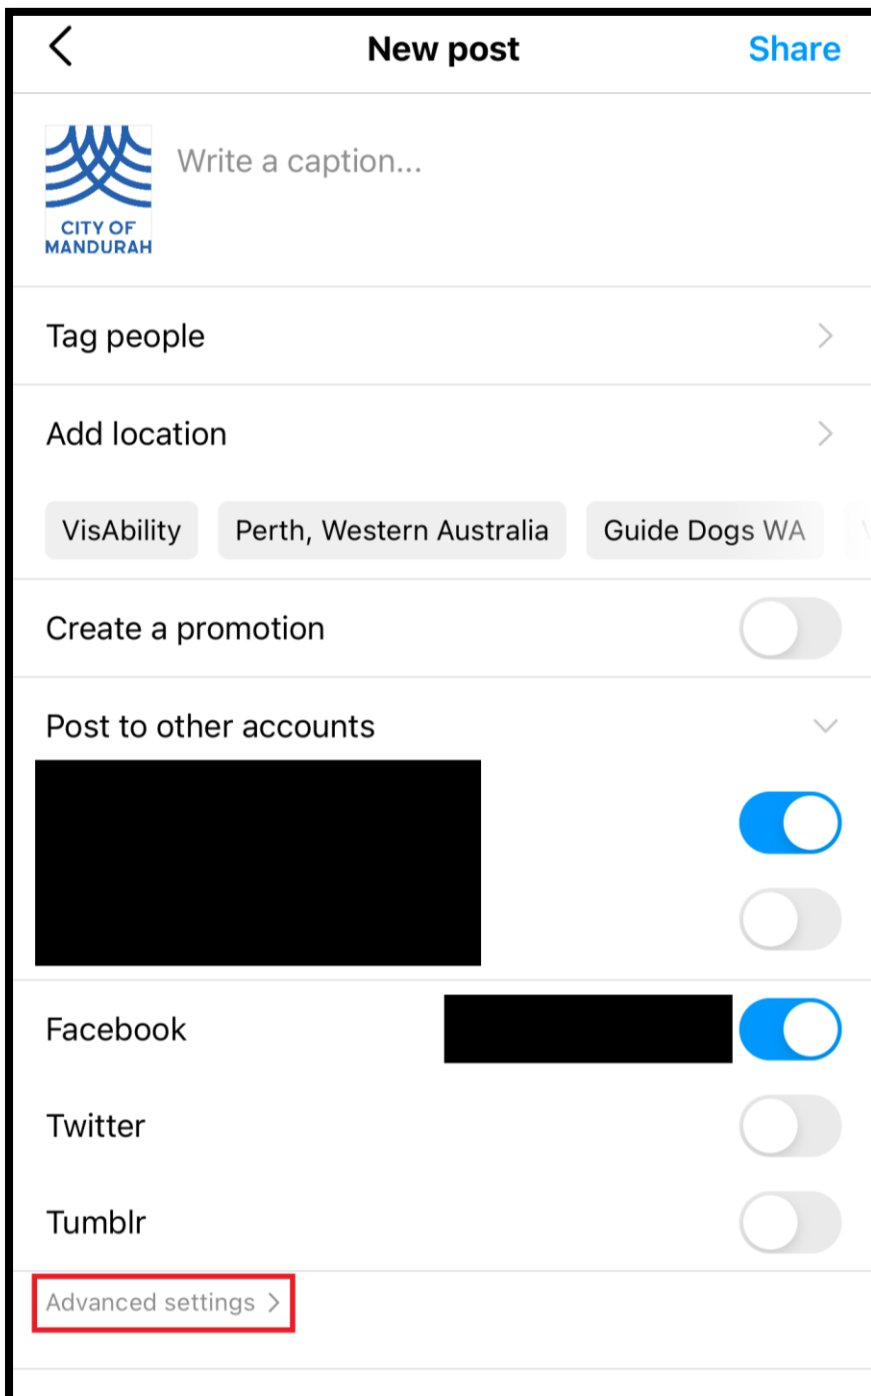 New post
Share
CITY OF
MANDURAH
Write a caption...
Tag people
Add location
VisAbility
Perth, Western Australia
Guide Dogs WA
Create a promotion
Post to other accounts
Facebook
Twitter
Tumblr
Advanced settings